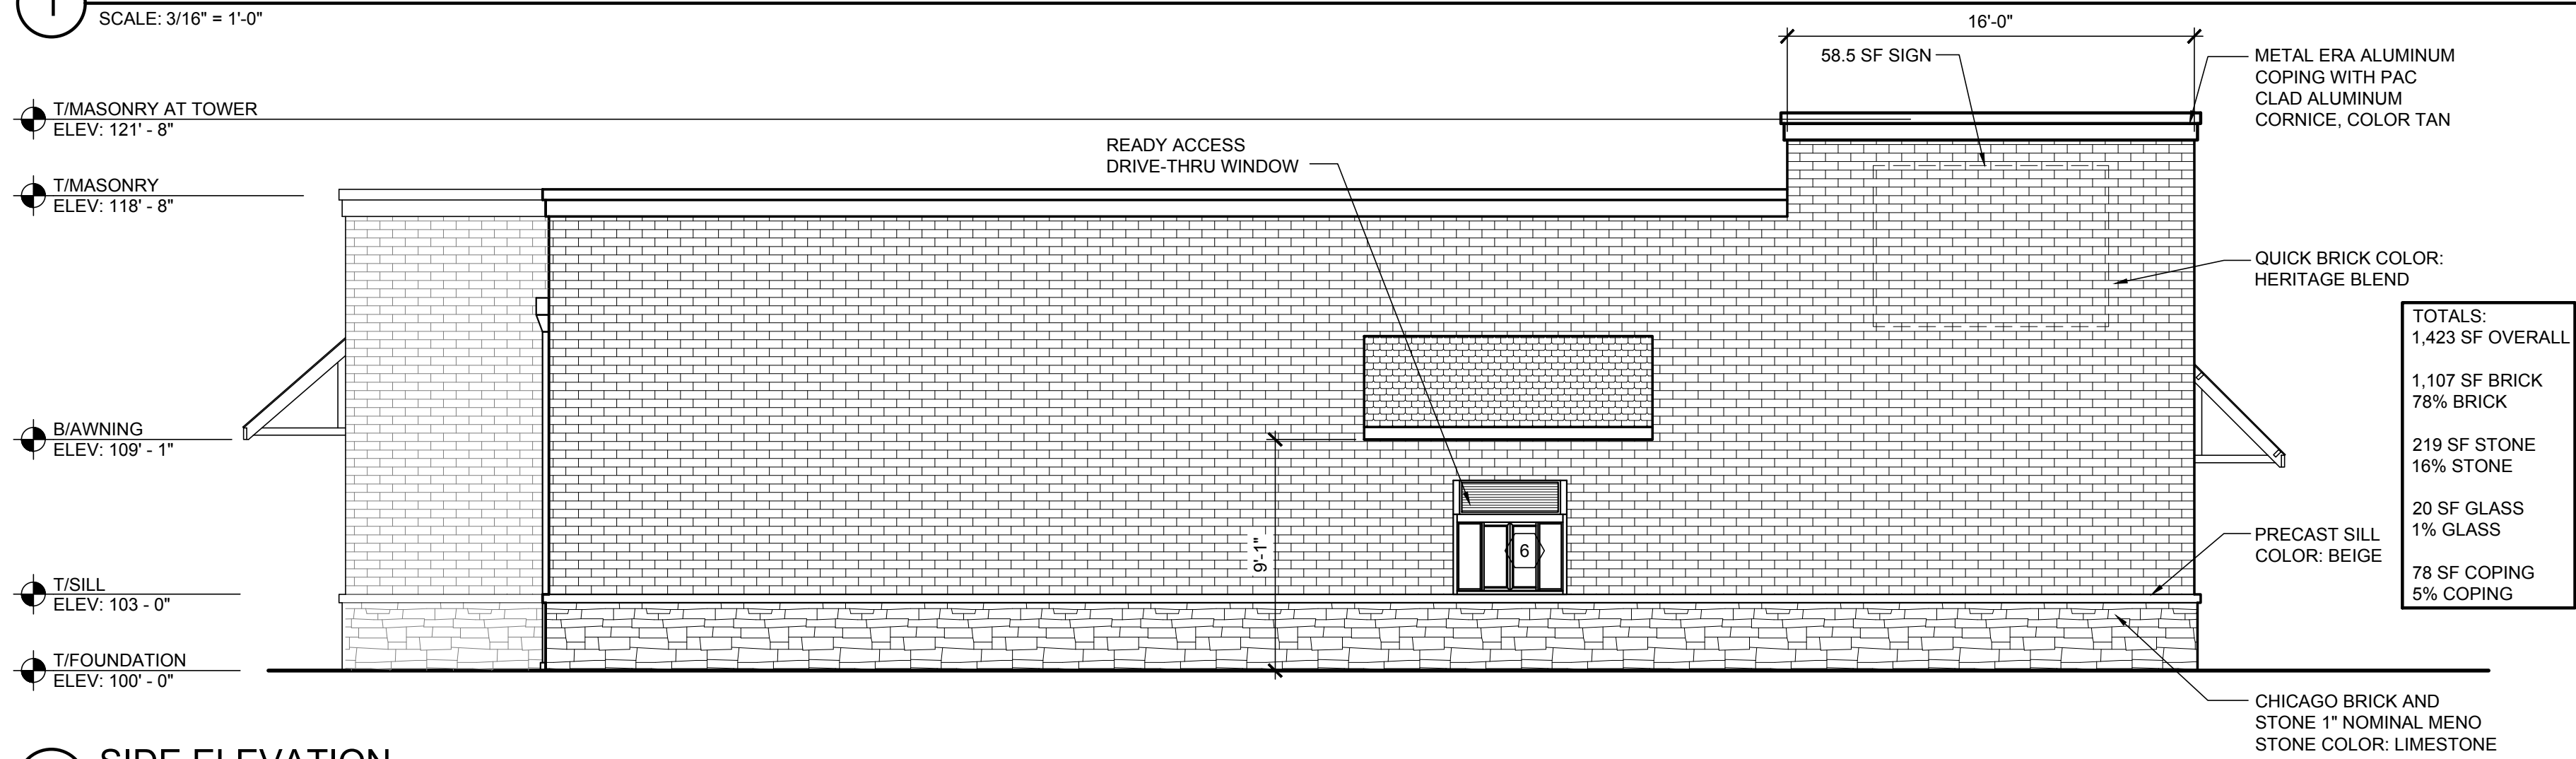 1
SCALE: 3/16" = 1'-0"
16'-0"
58.5 SF SIGN
METAL ERA ALUMINUM
COPING WITH PAC
CLAD ALUMINUM
CORNICE, COLOR TAN
T/MASONRY AT TOWER
ELEV: 121' - 8"
READY ACCESS
DRIVE-THRU WINDOW
T/MASONRY
ELEV: 118' - 8"
QUICK BRICK COLOR:
HERITAGE BLEND
TOTALS:
1,423 SF OVERALL
1,107 SF BRICK
78% BRICK
219 SF STONE
16% STONE
20 SF GLASS
1% GLASS
78 SF COPING
5% COPING
B/AWNING
ELEV: 109' - 1"
9'-1"
6
PRECAST SILL
COLOR: BEIGE
T/SILL
ELEV: 103 - 0"
T/FOUNDATION
ELEV: 100' - 0"
CHICAGO BRICK AND
STONE 1" NOMINAL MENO
STONE COLOR: LIMESTONE
SIDE ELEVATION